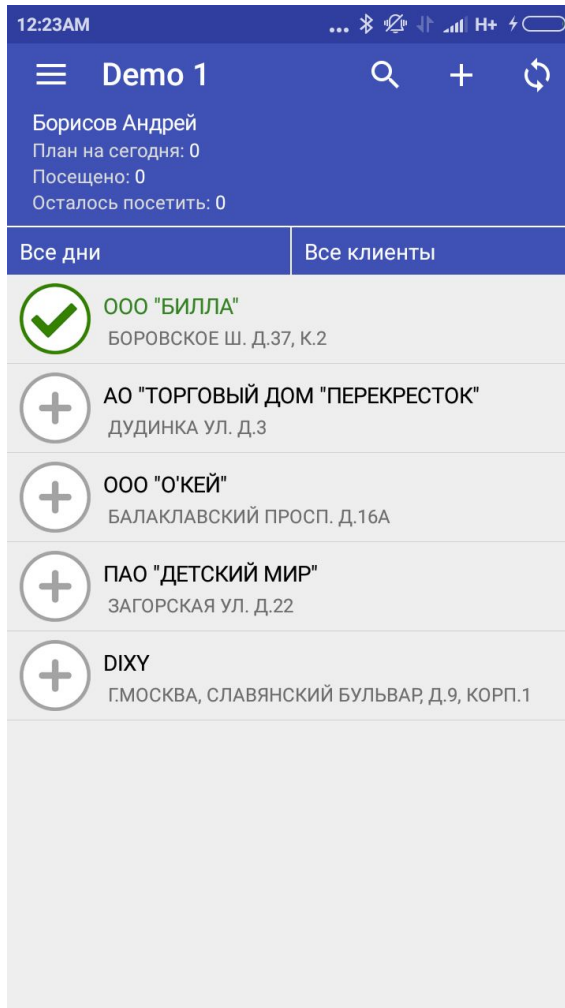 12:23AM
H+
Demo 1
Борисов Андрей
План на сегодня: 0
Посещено: 0
Осталось посетить: 0
Все дни
Все клиенты
ООО "БИЛЛА"
БОРОВСКОЕ Ш. Д.37, К.2
АО "ТОРГОВЫЙ ДОМ "ПЕРЕКРЕСТОК"
ДУДИНКА УЛ. Д.3
ООО "О'КЕЙ"
БАЛАКЛАВСКИЙ ПРОСП. Д.16А
ПАО "ДЕТСКИЙ МИР"
ЗАГОРСКАЯ УЛ. Д.22
DIXY
Г.МОСКВА, СЛАВЯНСКИЙ БУЛЬВАР, Д.9, КОРП.1